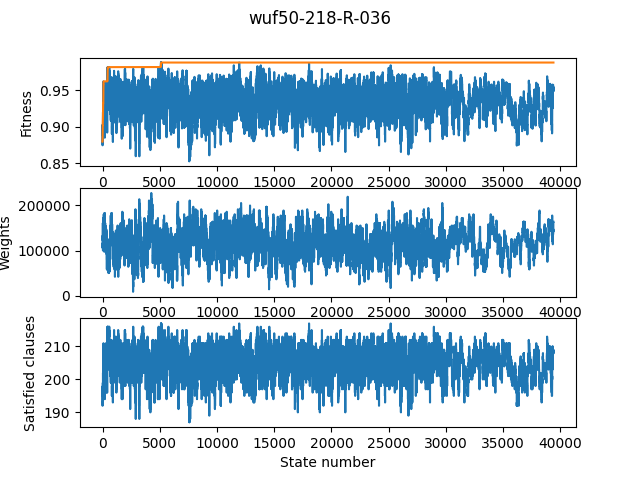 wuf50-218-R-036
Fitness
0.95
0.90
0.85
0 5000 10000 15000 20000 25000 30000 35000 40000
Weights
200000
100000
0
0 5000 10000 15000 20000 25000 30000 35000 40000
Satisfied clauses
210
200
190
0 5000 10000 15000 20000 25000 30000 35000 40000
State number